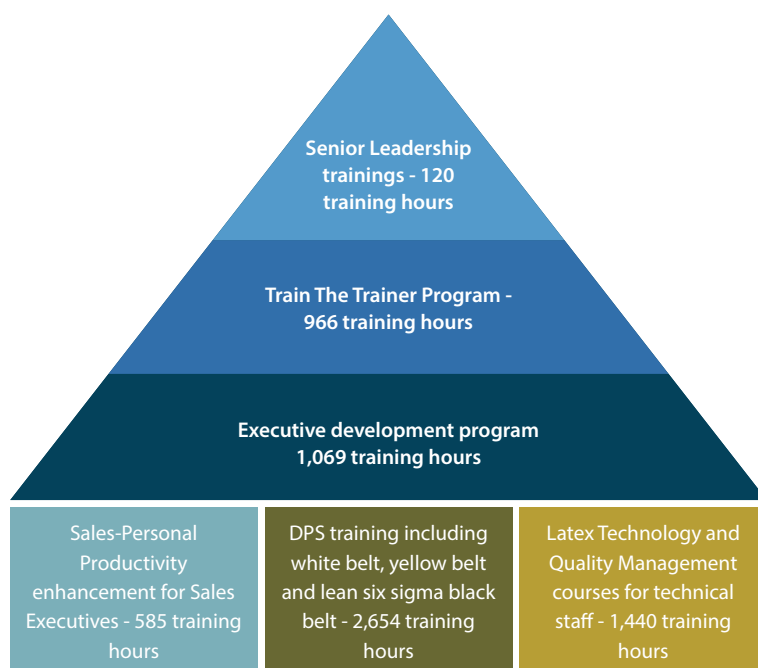 Senior Leadership
trainings - 120
training hours
Train The Trainer Program -
966 training hours
Executive development program
1,069 training hours
Sales-Personal
Productivity
enhancement for Sales
Executives - 585 training
hours
DPS training including
white belt, yellow belt
and lean six sigma black
belt - 2,654 training
hours
Latex Technology and
Quality Management
courses for technical
staff - 1,440 training
hours